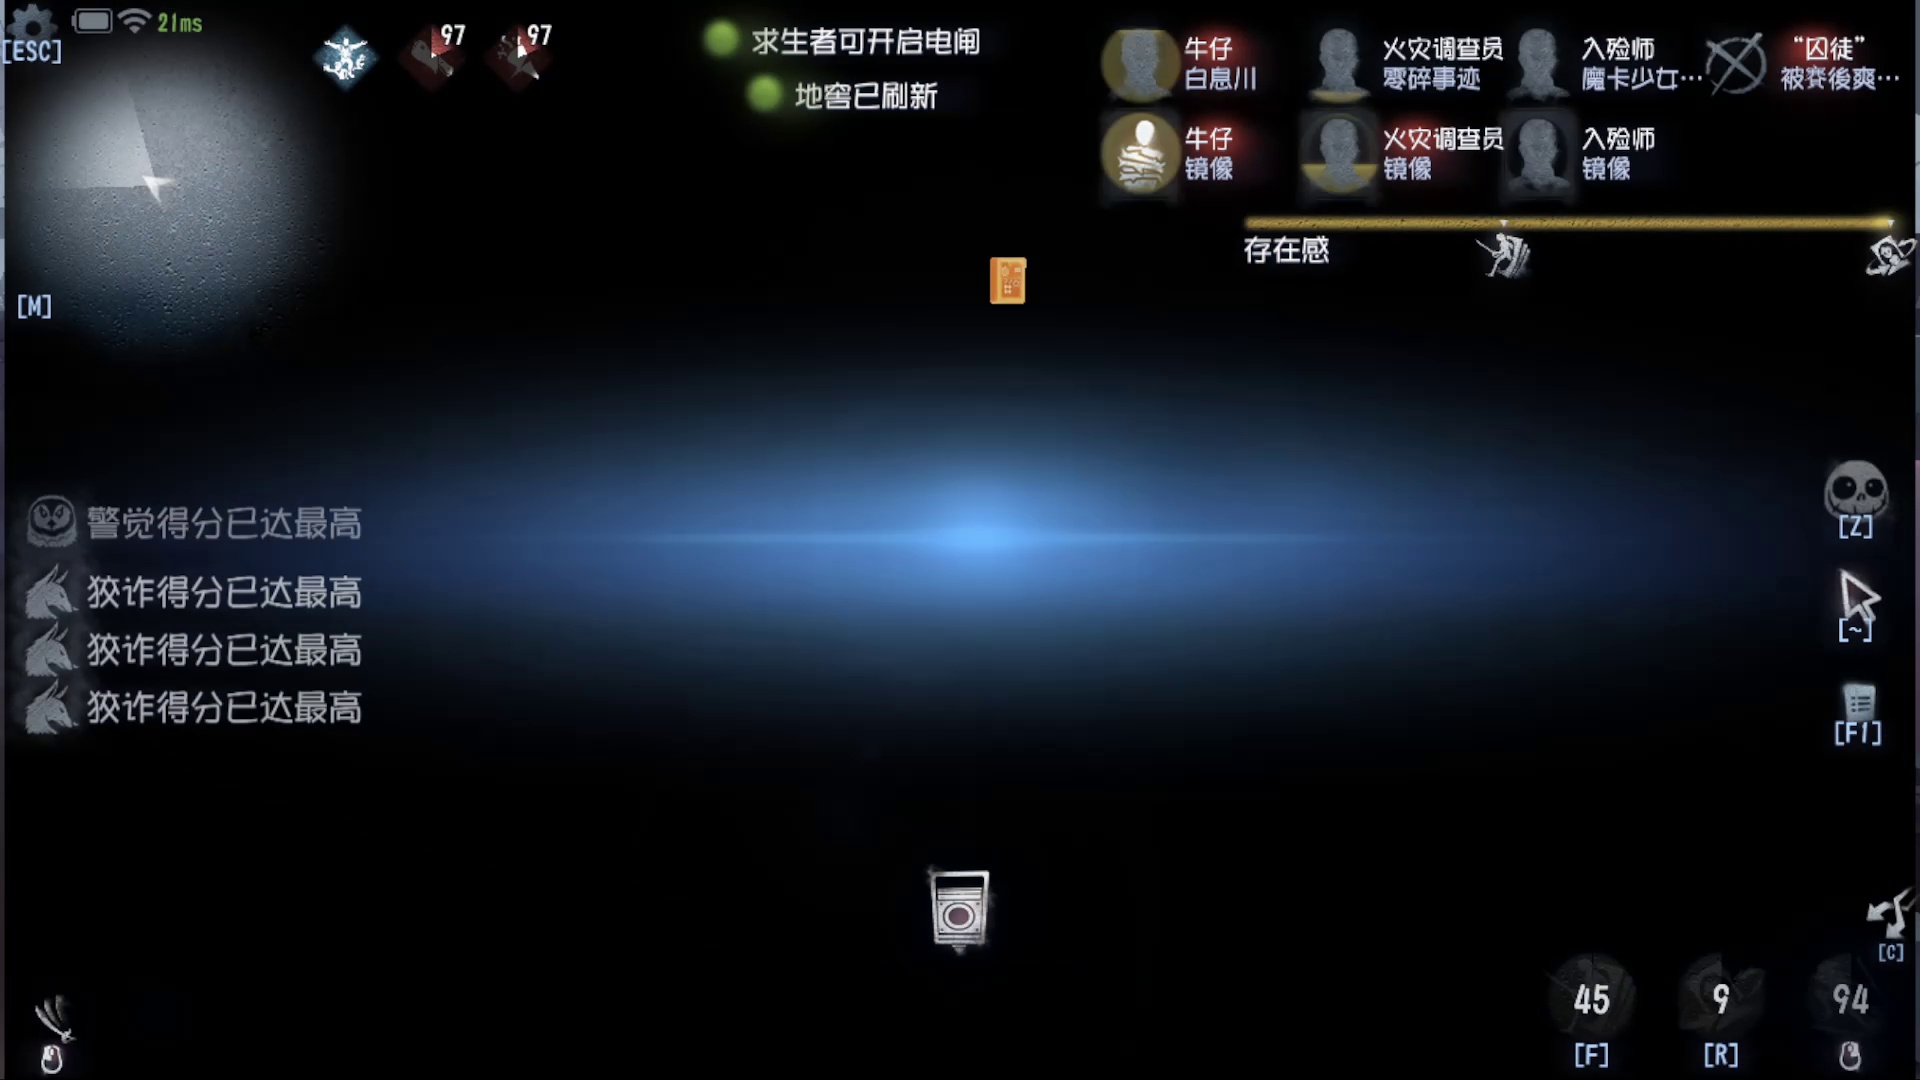 21ms
[ESC]
97
97
求生者可开启电闸
地窖已刷新
牛仔
白息川
火灾调查员
零碎事迹
入殓师
魔卡少女…
“囚徒”
被赛後爽…
牛仔
镜像
火灾调查员
镜像
入殓师
镜像
存在感
[M]
警觉得分已达最高
狡诈得分已达最高
狡诈得分已达最高
狡诈得分已达最高
[Z]
[~]
[F1]
[C]
45
9
94
[F]
[R]